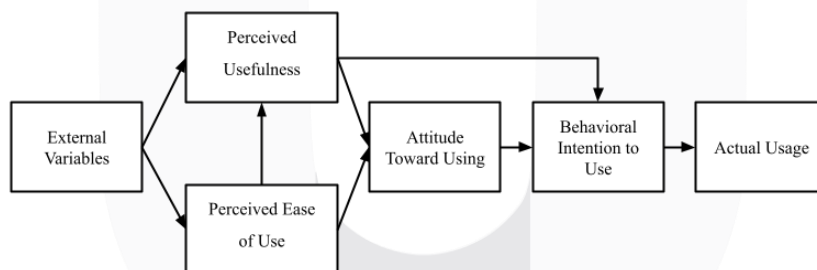 Perceived
Usefulness
External
Variables
Attitude
Toward Using
Behavioral
Intention to
Use
Actual Usage
Perceived Ease
of Use